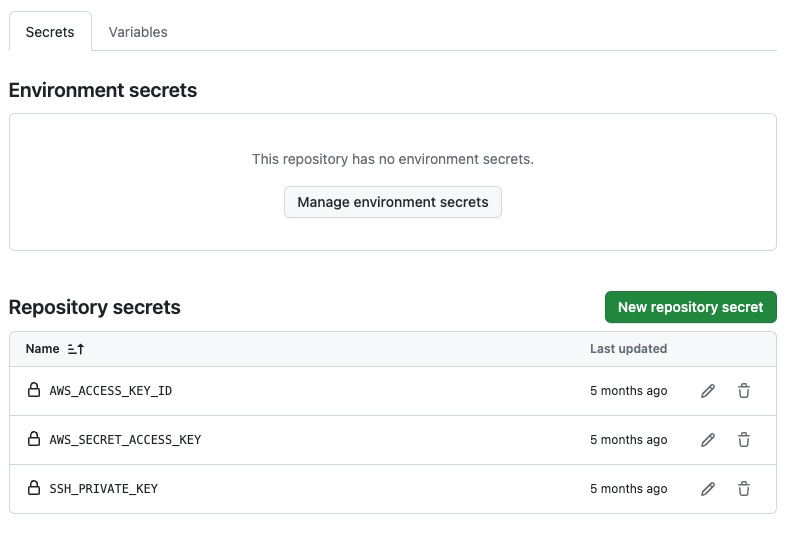 Secrets Variables
Environment secrets
This repository has no environment secrets.
Manage environment secrets
Repository secrets New repository secret
Name Last updated
AWS_ACCESS_KEY_ID 5 months ago
AWS_SECRET_ACCESS_KEY 5 months ago
SSH_PRIVATE_KEY 5 months ago